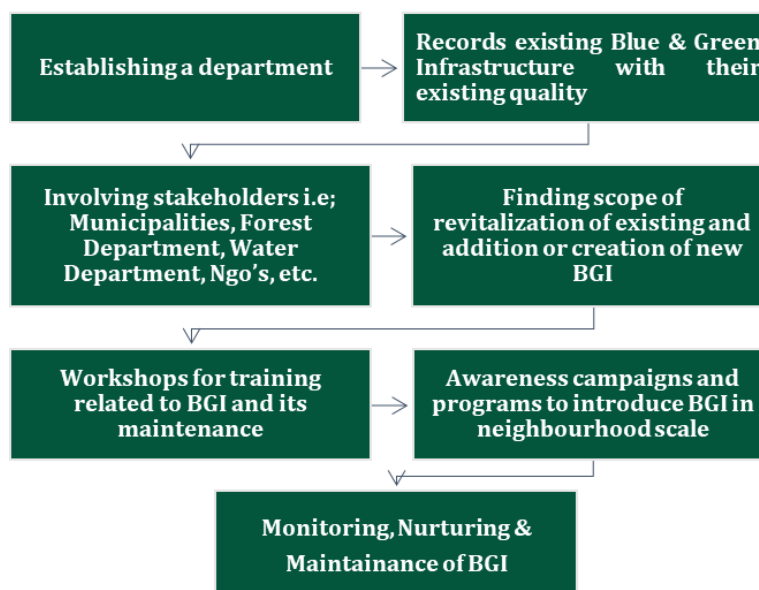 Establishing a department
Records existing Blue & Green
Infrastructure with their
existing quality
Involving stakeholders i.e;
Municipalities, Forest
Department, Water
Department, Ngo's, etc.
Finding scope of
revitalization of existing and
addition or creation of new
BGI
Workshops for training
related to BGI and its
maintenance
Awareness campaigns and
programs to introduce BGI in
neighbourhood scale
Monitoring, Nurturing &
Maintainance of BGI